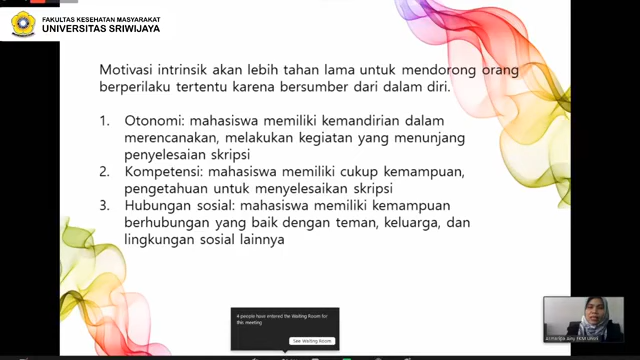 FAKULTAS KESEHATAN MASYARAKAT
UNIVERSITAS SRIWIJAYA
Motivasi intrinsik akan lebih tahan lama untuk mendorong orang
berperilaku tertentu karena bersumber dari dalam diri.
1. Otonomi: mahasiswa memiliki kemandirian dalam
merencanakan, melakukan kegiatan yang menunjang
penyelesaian skripsi
2. Kompetensi: mahasiswa memiliki cukup kemampuan,
pengetahuan untuk menyelesaikan skripsi
3. Hubungan sosial: mahasiswa memiliki kemampuan
berhubungan yang baik dengan teman, keluarga, dan
lingkungan sosial lainnya
4 people have entered the Waiting Room for
this meeting
See Waiting Room